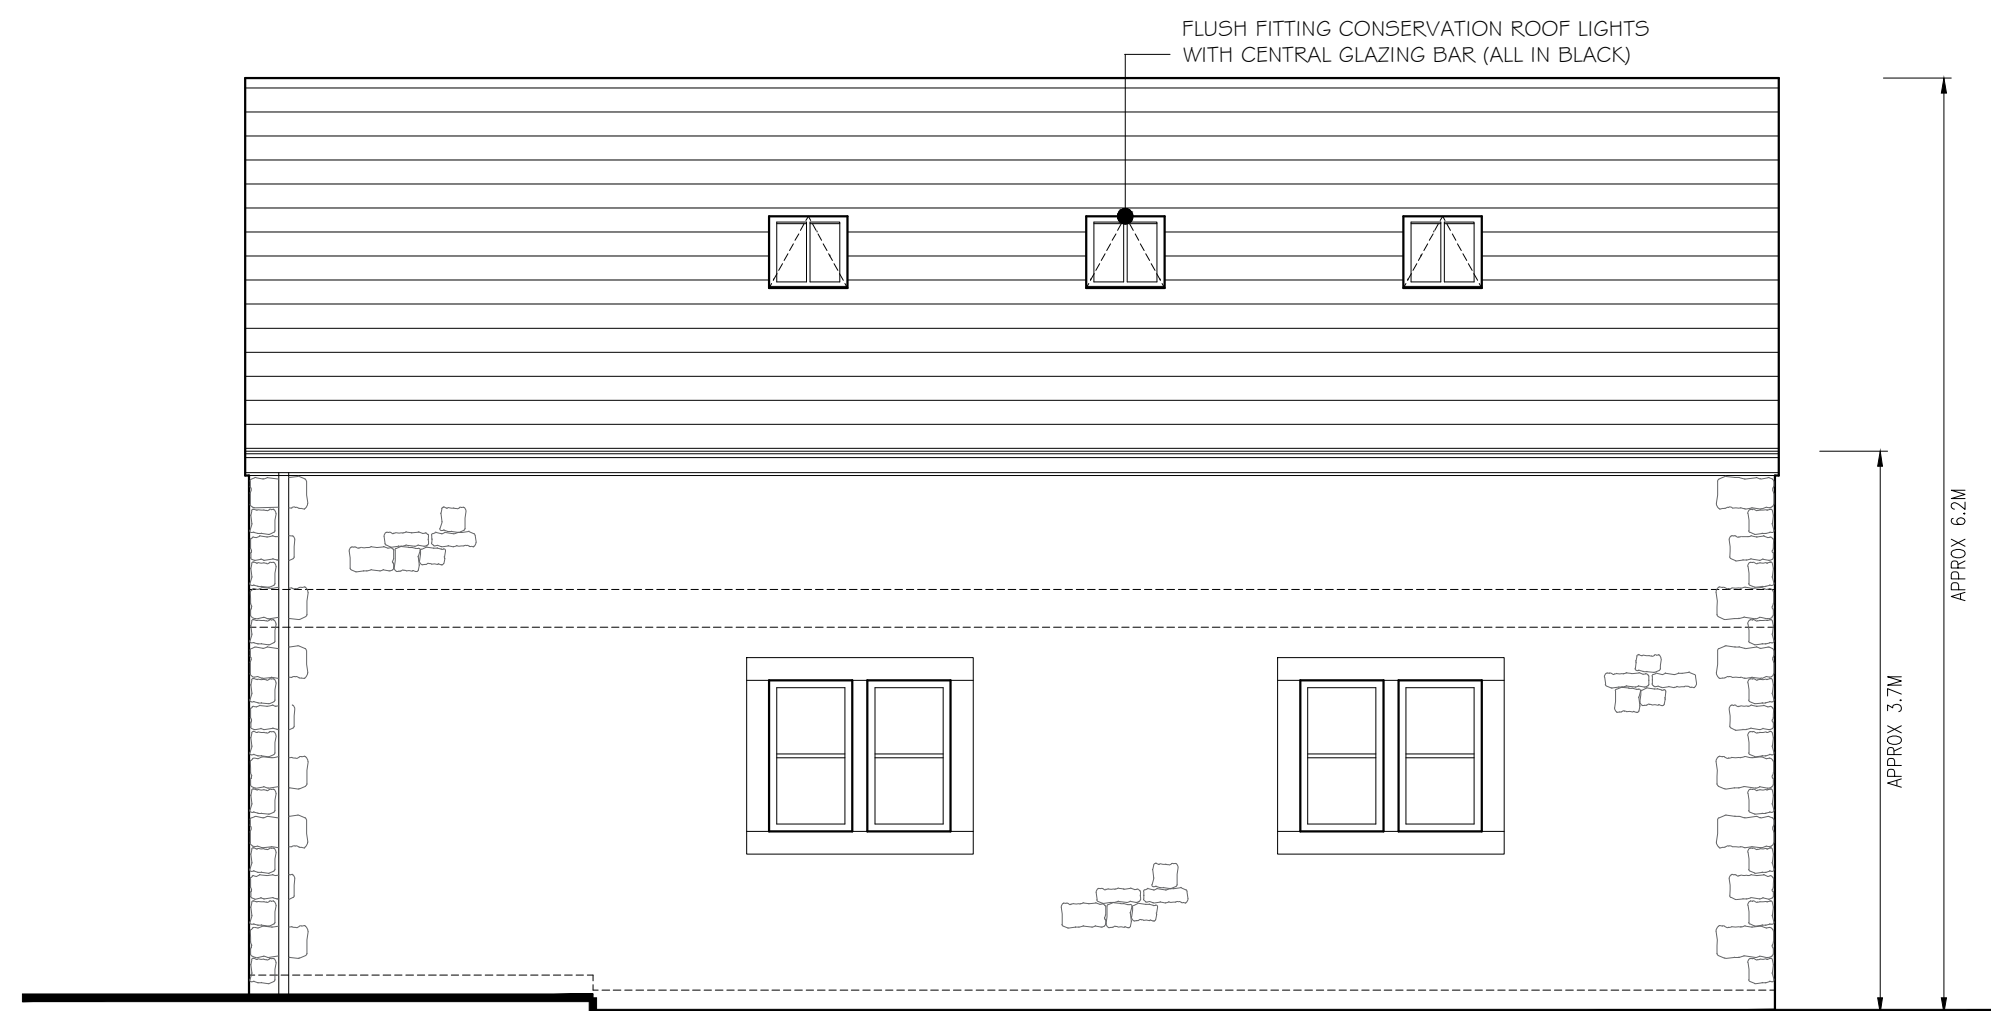 FLUSH FITTING CONSERVATION ROOF LIGHTS
WITH CENTRAL GLAZING BAR (ALL IN BLACK)
APPROX 6.2M
APPROX 3.7M